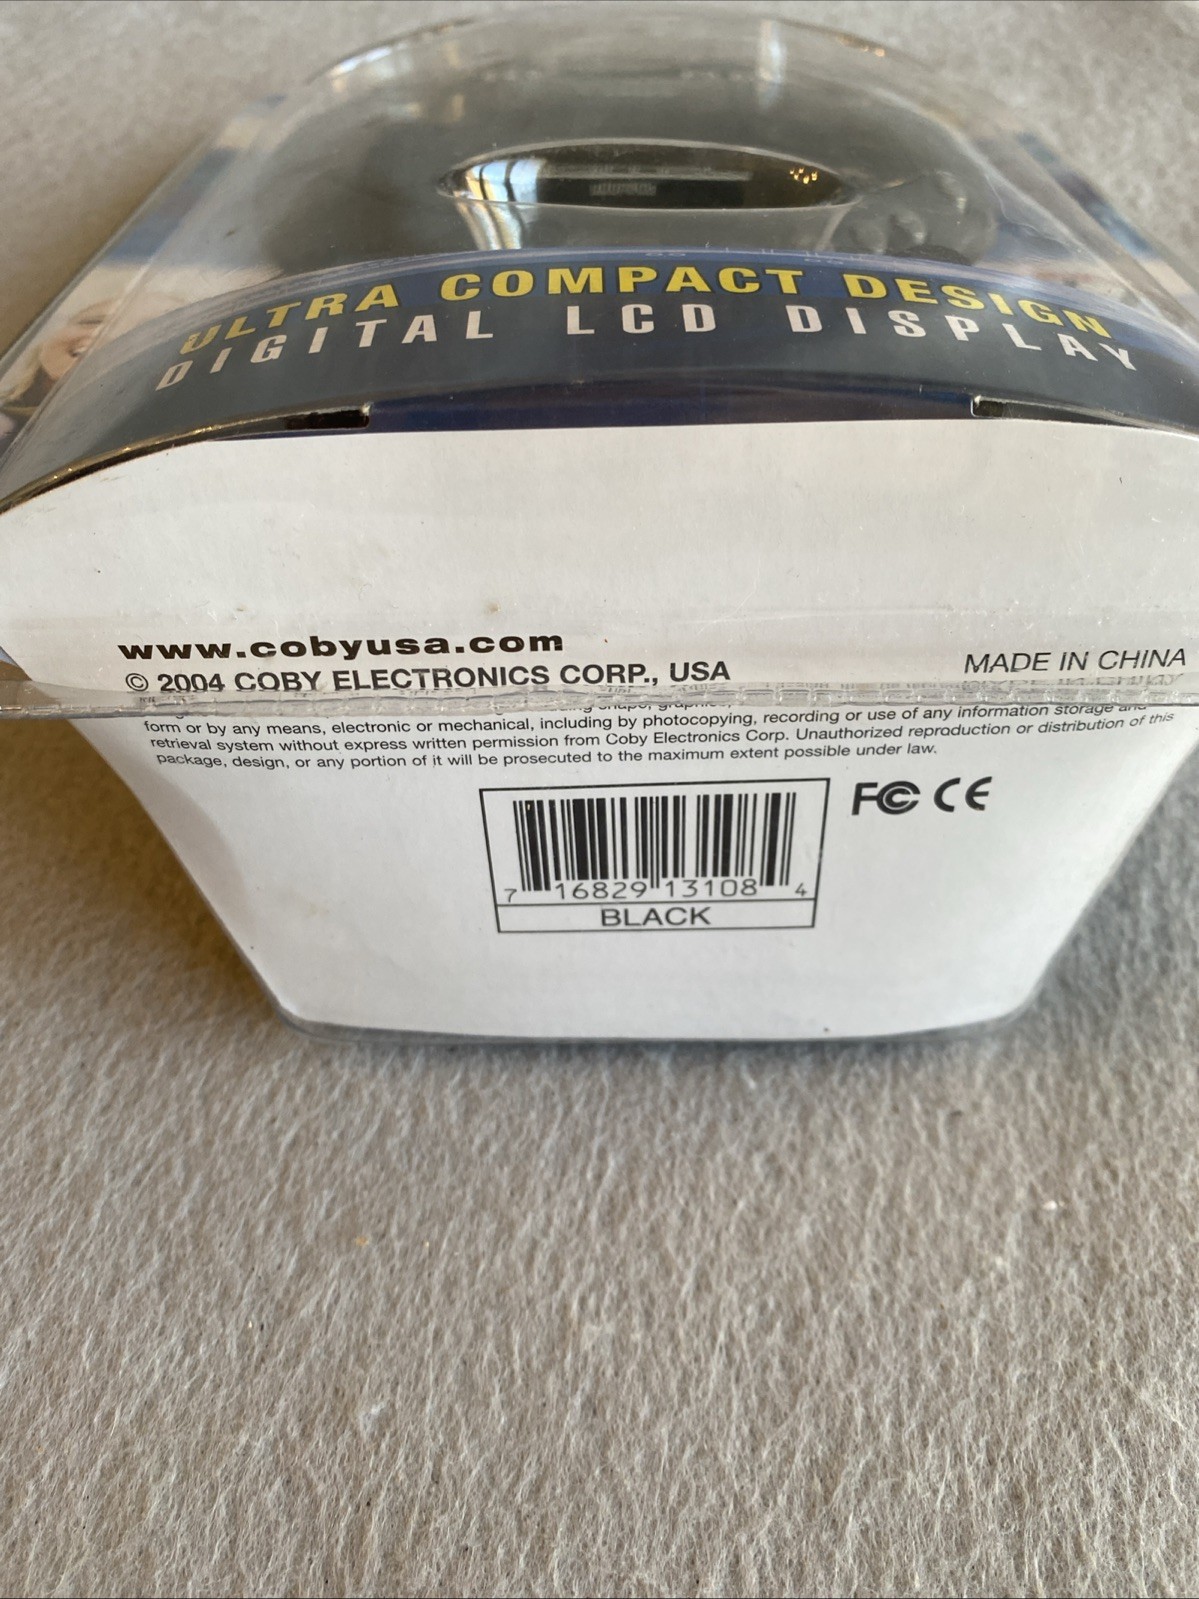 ULTRA COMPACT DESIGN
DIGITAL LCD DISPLAY
www.cobyusa.com
© 2004 COBY ELECTRONICS CORP., USA
MADE IN CHINA
form or by any means, electronic or mechanical, including by photocopying, recording or use of any information storage and
retrieval system without express written permission from Coby Electronics Corp. Unauthorized reproduction or distribution of this
package, design, or any portion of it will be prosecuted to the maximum extent possible under law.
FC CE
7 16829 13108 4
BLACK